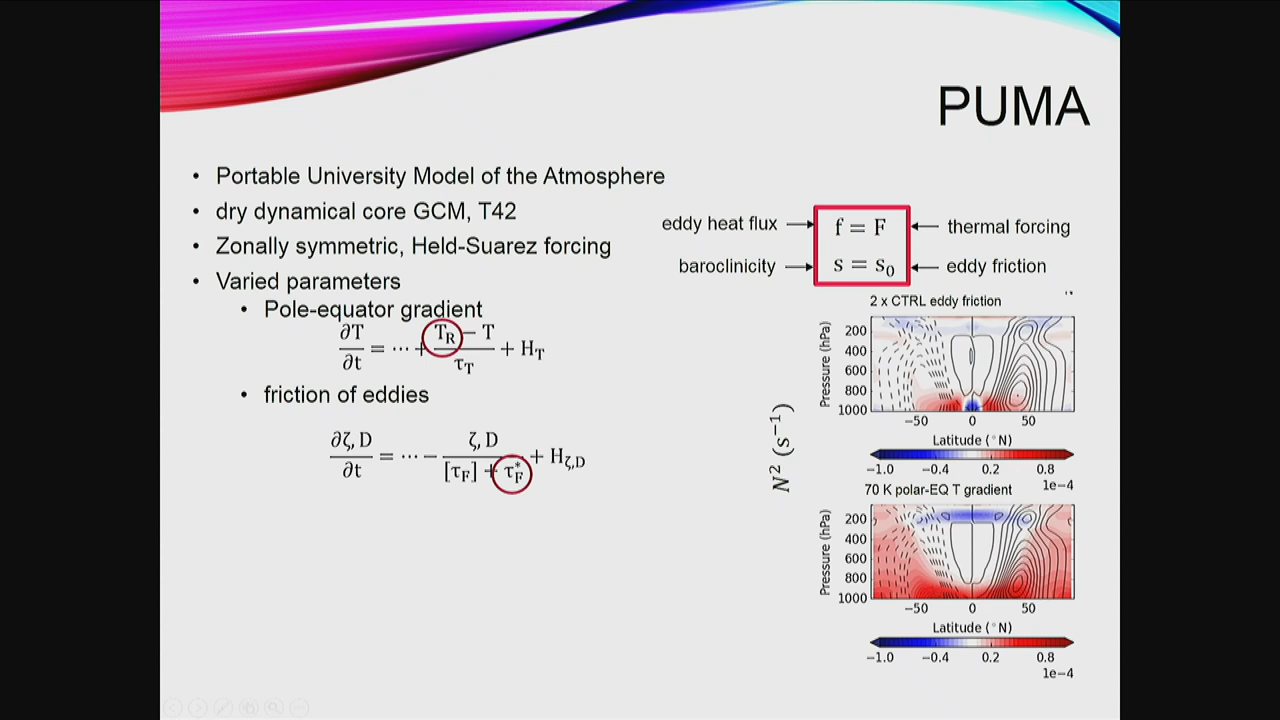 PUMA
• Portable University Model of the Atmosphere
• dry dynamical core GCM, T42
• Zonally symmetric, Held-Suarez forcing
• Varied parameters
• Pole-equator gradient
∂T/∂t = ⋯ + (T_R − T)/τ_T + H_T
• friction of eddies
∂ζ, D/∂t = ⋯ − ζ, D/([τ_F] + τ_F^*) + H_ζ,D
eddy heat flux → f = F ← thermal forcing
baroclinicity → s = s₀ ← eddy friction
N² (s⁻¹)
2 x CTRL eddy friction
Pressure (hPa)
200
400
600
800
1000
−50 0 50
Latitude (°N)
−1.0 −0.4 0.2 0.8
1e−4
70 K polar-EQ T gradient
Pressure (hPa)
200
400
600
800
1000
−50 0 50
Latitude (°N)
−1.0 −0.4 0.2 0.8
1e−4